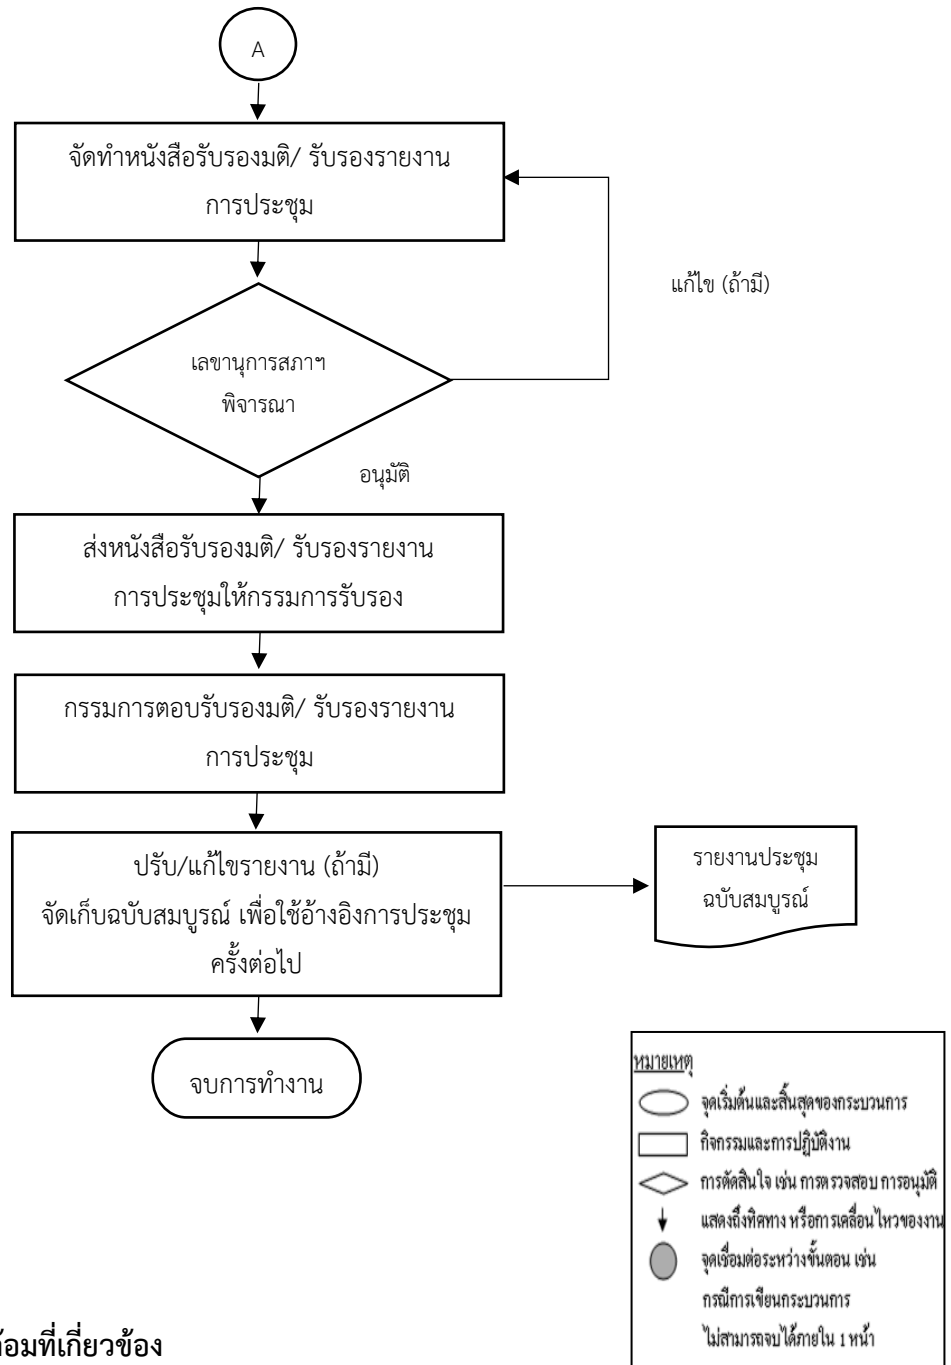 A
จัดทำหนังสือรับรองมติ/ รับรองรายงาน
การประชุม
แก้ไข (ถ้ามี)
เลขานุการสภาฯ
พิจารณา
อนุมัติ
ส่งหนังสือรับรองมติ/ รับรองรายงาน
การประชุมให้กรรมการรับรอง
กรรมการตอบรับรองมติ/ รับรองรายงาน
การประชุม
ปรับ/แก้ไขรายงาน (ถ้ามี)
จัดเก็บฉบับสมบูรณ์ เพื่อใช้อ้างอิงการประชุม
ครั้งต่อไป
รายงานประชุม
ฉบับสมบูรณ์
จบการทำงาน
หมายเหตุ
จุดเริ่มต้นและสิ้นสุดของกระบวนการ
กิจกรรมและการปฏิบัติงาน
การตัดสินใจ เช่น การตรวจสอบ การอนุมัติ
แสดงถึงทิศทาง หรือการเคลื่อนไหวของงาน
จุดเชื่อมต่อระหว่างขั้นตอน เช่น
กรณีการเขียนกระบวนการ
ไม่สามารถจบได้ภายใน 1 หน้า
ที่เกี่ยวข้อง